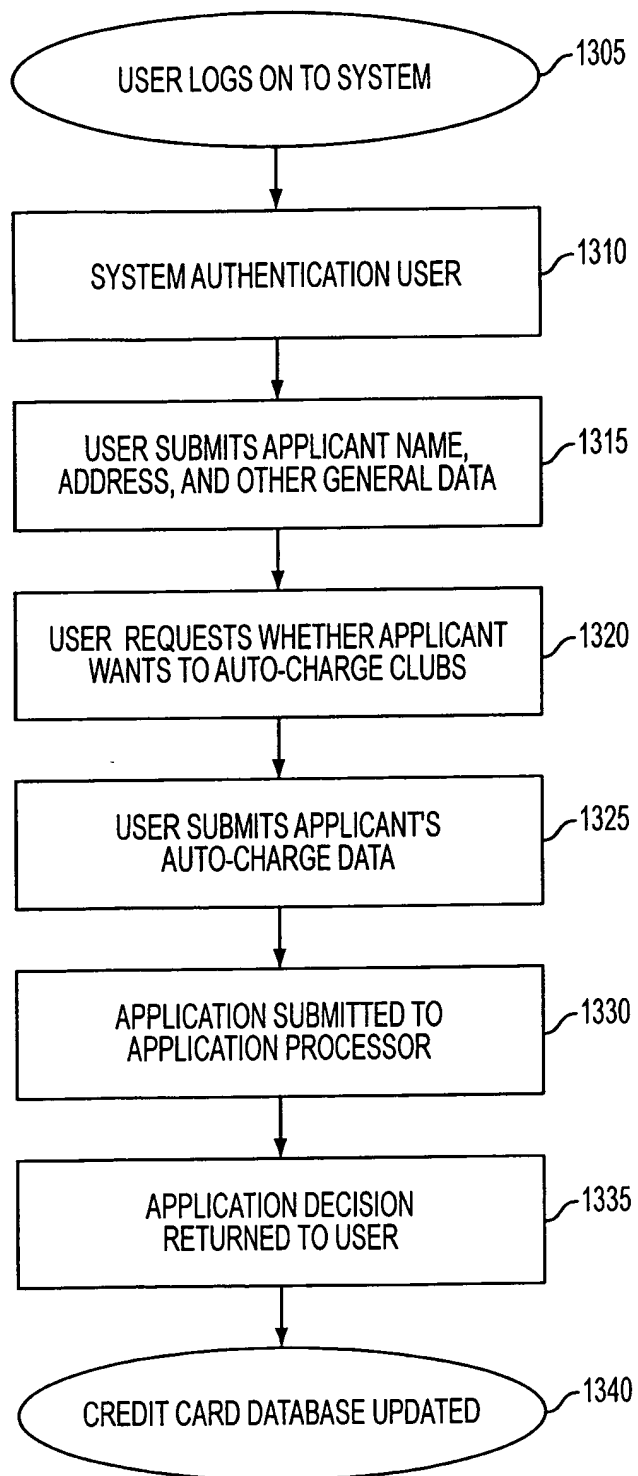 USER LOGS ON TO SYSTEM
1305
SYSTEM AUTHENTICATION USER
1310
USER SUBMITS APPLICANT NAME,
ADDRESS, AND OTHER GENERAL DATA
1315
USER REQUESTS WHETHER APPLICANT
WANTS TO AUTO-CHARGE CLUBS
1320
USER SUBMITS APPLICANT'S
AUTO-CHARGE DATA
1325
APPLICATION SUBMITTED TO
APPLICATION PROCESSOR
1330
APPLICATION DECISION
RETURNED TO USER
1335
CREDIT CARD DATABASE UPDATED
1340